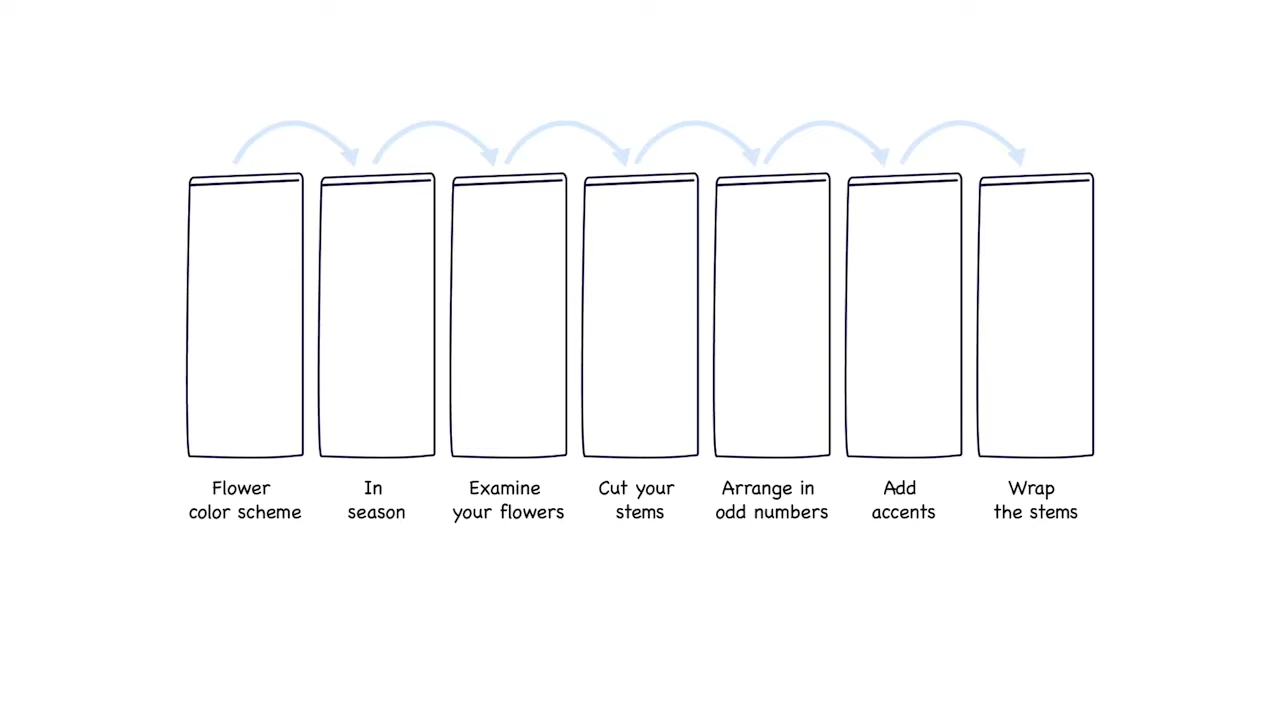 Flower
color scheme
In
season
Examine
your flowers
Cut your
stems
Arrange in
odd numbers
Add
accents
Wrap
the stems